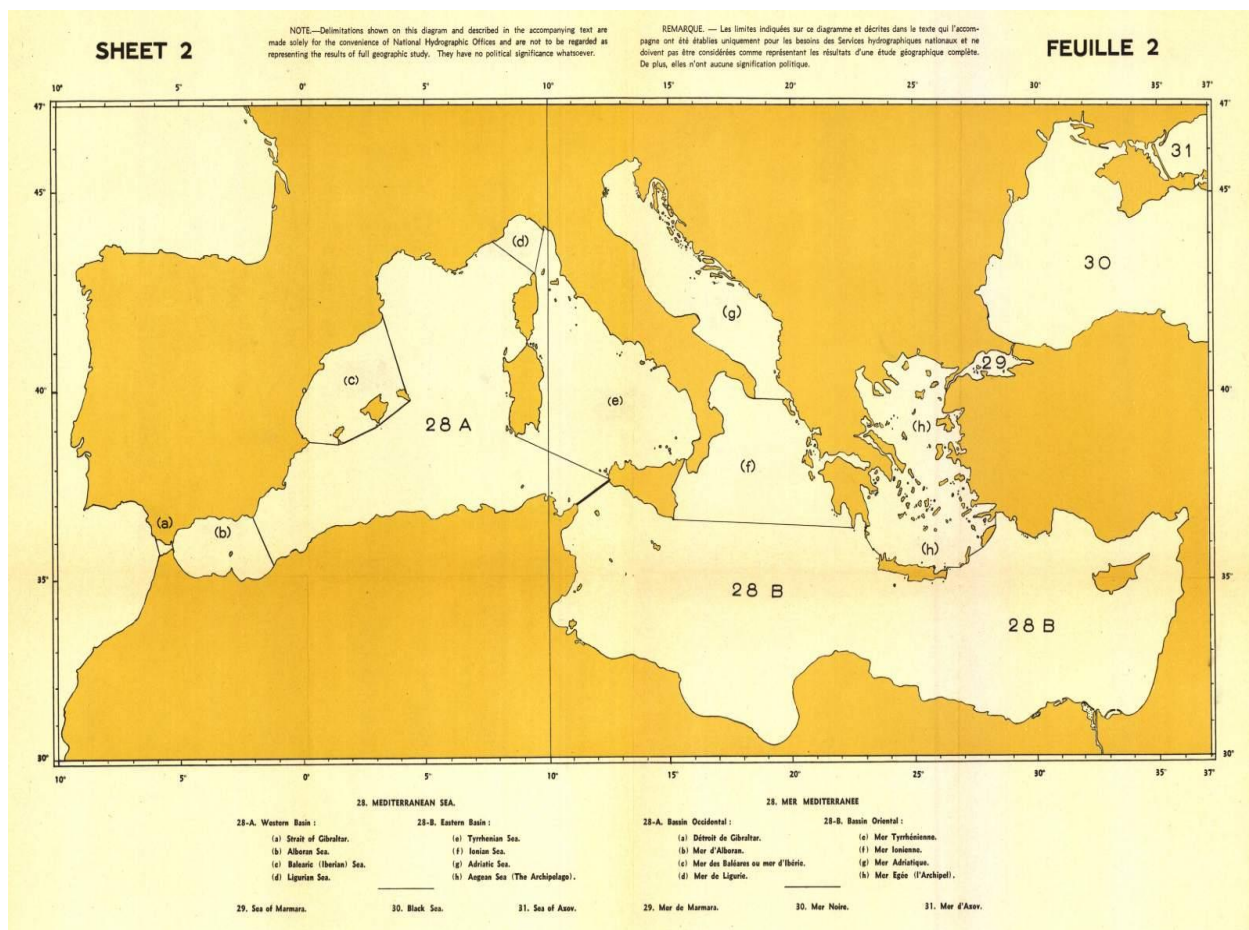 SHEET 2
NOTE.—Delimitations shown on this diagram and described in the accompanying text are
made solely for the convenience of National Hydrographic Offices and are not to be regarded as
representing the results of full geographic study. They have no political significance whatsoever.
REMARQUE. — Les limites indiquées sur ce diagramme et décrites dans le texte qui l'accom-
pagne ont été établies uniquement pour les besoins des Services hydrographiques nationaux et ne
doivent pas être considérées comme représentant les résultats d'une étude géographique complète.
De plus, elles n'ont aucune signification politique.
FEUILLE 2
10° 5° 0° 5° 10° 15° 20° 25° 30° 35° 37°
47° 47°
31
45° 45°
(d)
30
(g)
29
40° 40°
(c)
(e)
28 A
(h)
(f)
(a)
(b)
(h)
35° 35°
28 B
28 B
30° 30°
10° 5° 0° 5° 10° 15° 20° 25° 30° 35° 37°
28. MEDITERRANEAN SEA.
28-A. Western Basin :
(a) Strait of Gibraltar.
(b) Alboran Sea.
(c) Balearic (Iberian) Sea.
(d) Ligurian Sea.
28-B. Eastern Basin :
(e) Tyrrhenian Sea.
(f) Ionian Sea.
(g) Adriatic Sea.
(h) Aegean Sea (The Archipelago).
29. Sea of Marmara. 30. Black Sea. 31. Sea of Azov.
28. MER MEDITERRANEE
28-A. Bassin Occidental :
(a) Détroit de Gibraltar.
(b) Mer d'Alboran.
(c) Mer des Baléares ou mer d'Ibérie.
(d) Mer de Ligurie.
28-B. Bassin Oriental :
(e) Mer Tyrrhénienne.
(f) Mer Ionienne.
(g) Mer Adriatique.
(h) Mer Egée (l'Archipel).
29. Mer de Marmara. 30. Mer Noire. 31. Mer d'Azov.